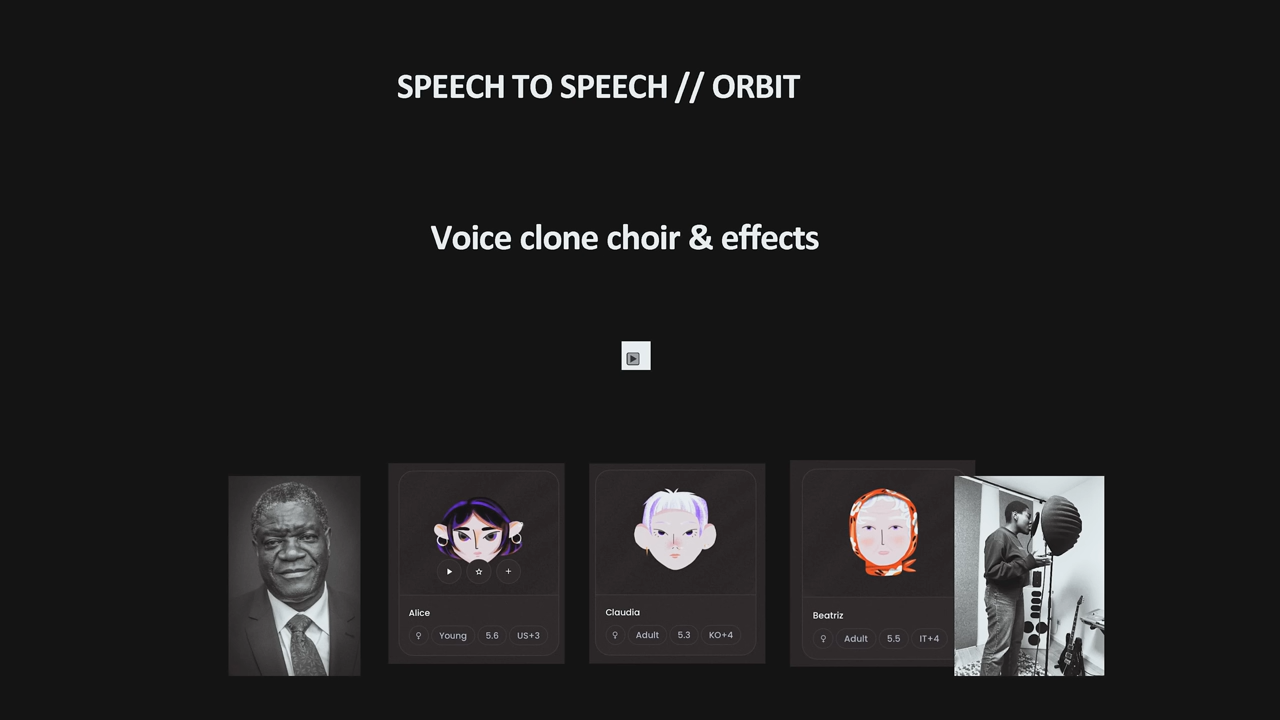 SPEECH TO SPEECH // ORBIT
Voice clone choir & effects
Alice
Young 5.6 US+3
Claudia
Adult 5.3 KO+4
Beatriz
Adult 5.5 IT+4